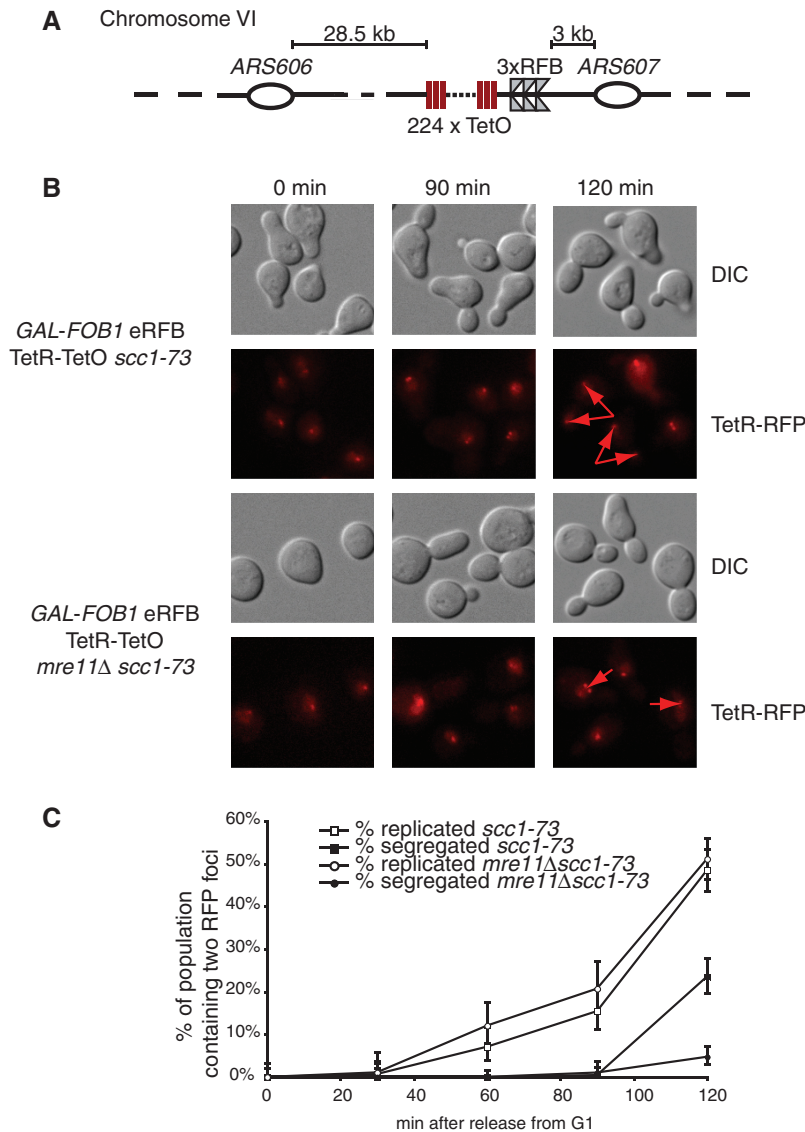 A
Chromosome VI
28.5 kb
3 kb
ARS606
3xRFB
ARS607
224 x TetO
B
0 min
90 min
120 min
DIC
GAL-FOB1 eRFB
TetR-TetO scc1-73
TetR-RFP
DIC
GAL-FOB1 eRFB
TetR-TetO
mre11Δ scc1-73
TetR-RFP
C
% of population
containing two RFP foci
60%
50%
40%
30%
20%
10%
0%
% replicated scc1-73
% segregated scc1-73
% replicated mre11Δscc1-73
% segregated mre11Δscc1-73
0
20
40
60
80
100
120
min after release from G1